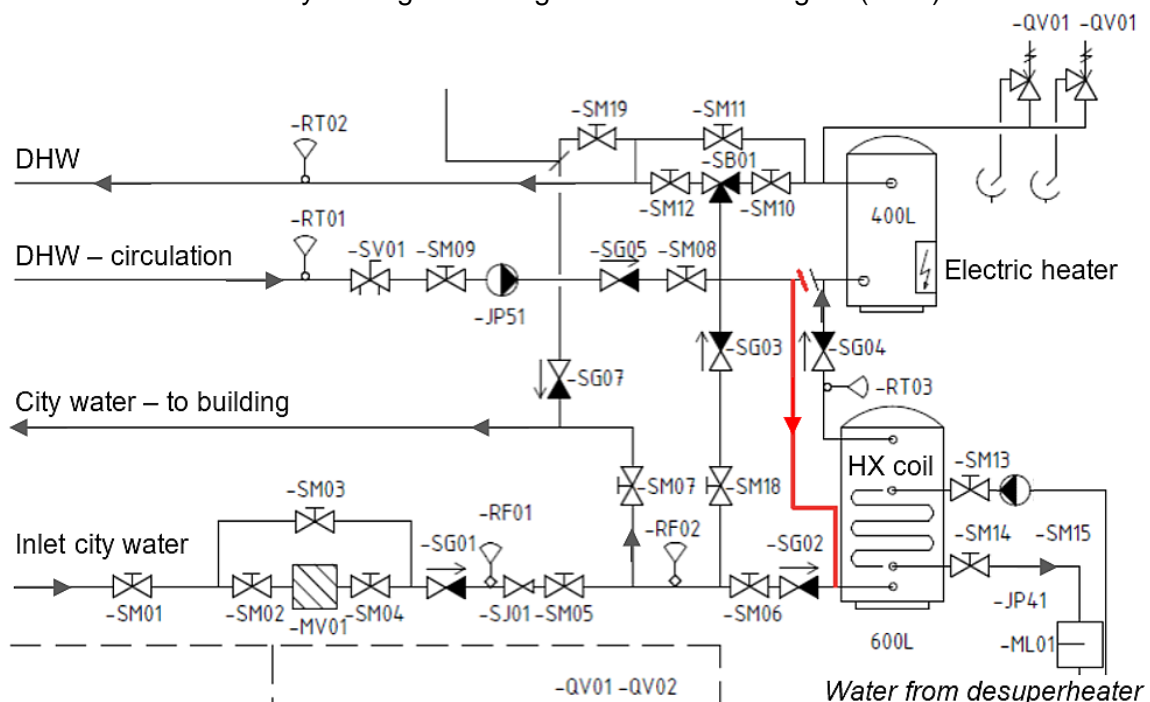 -QV01 -QV01
-SM19
-SM11
-RT02
DHW
-SB01
-SM12
-SM10
400L
-RT01
DHW – circulation
-SV01
-SM09
-SG05
-SM08
Electric heater
-JP51
-SG03
-SG04
-SG07
-RT03
City water – to building
HX coil
-SM13
-SM03
-SM07
-SM18
-RF01
-RF02
-SM14
-SM15
Inlet city water
-SG01
-SG02
-SM01
-SM02
-SM04
-SJ01
-SM05
-SM06
-JP41
-MV01
600L
-ML01
-QV01 -QV02
Water from desuperheater